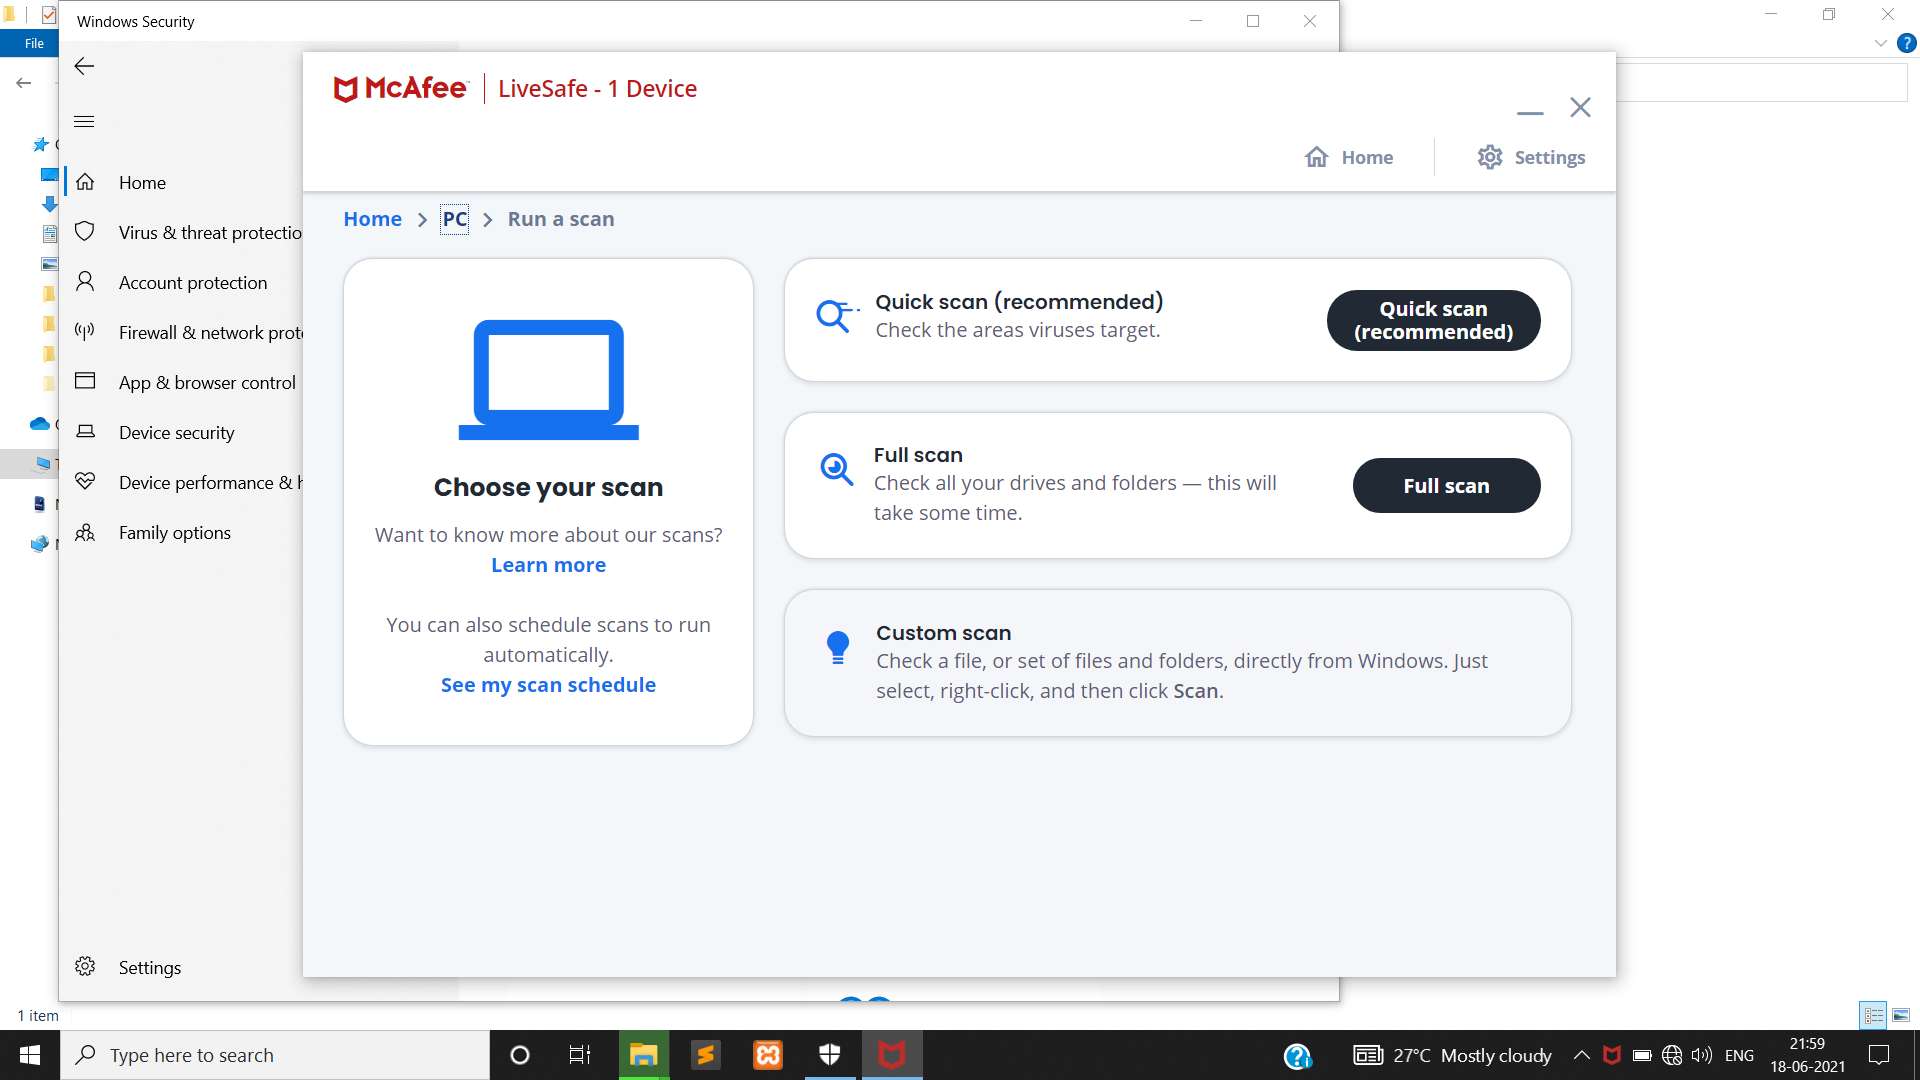 Windows Security
File
McAfee
LiveSafe - 1 Device
Home
Settings
Home
PC
Run a scan
Home
Virus & threat protectio
Account protection
Firewall & network prote
App & browser control
Device security
Device performance & h
Family options
Settings
Choose your scan
Want to know more about our scans?
Learn more
You can also schedule scans to run
automatically.
See my scan schedule
Quick scan (recommended)
Check the areas viruses target.
Quick scan
(recommended)
Full scan
Check all your drives and folders — this will
take some time.
Full scan
Custom scan
Check a file, or set of files and folders, directly from Windows. Just
select, right-click, and then click Scan.
1 item
Type here to search
27°C Mostly cloudy
ENG
21:59
18-06-2021